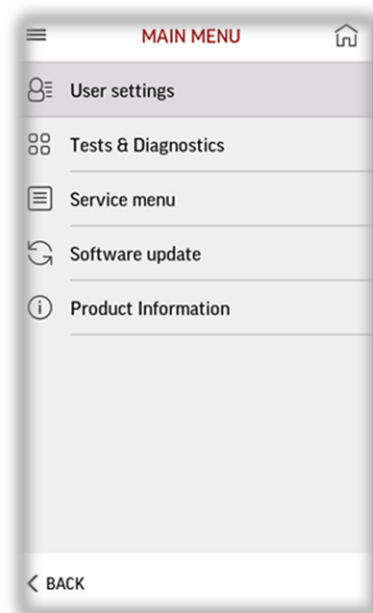 MAIN MENU
User settings
Tests & Diagnostics
Service menu
Software update
Product Information
BACK